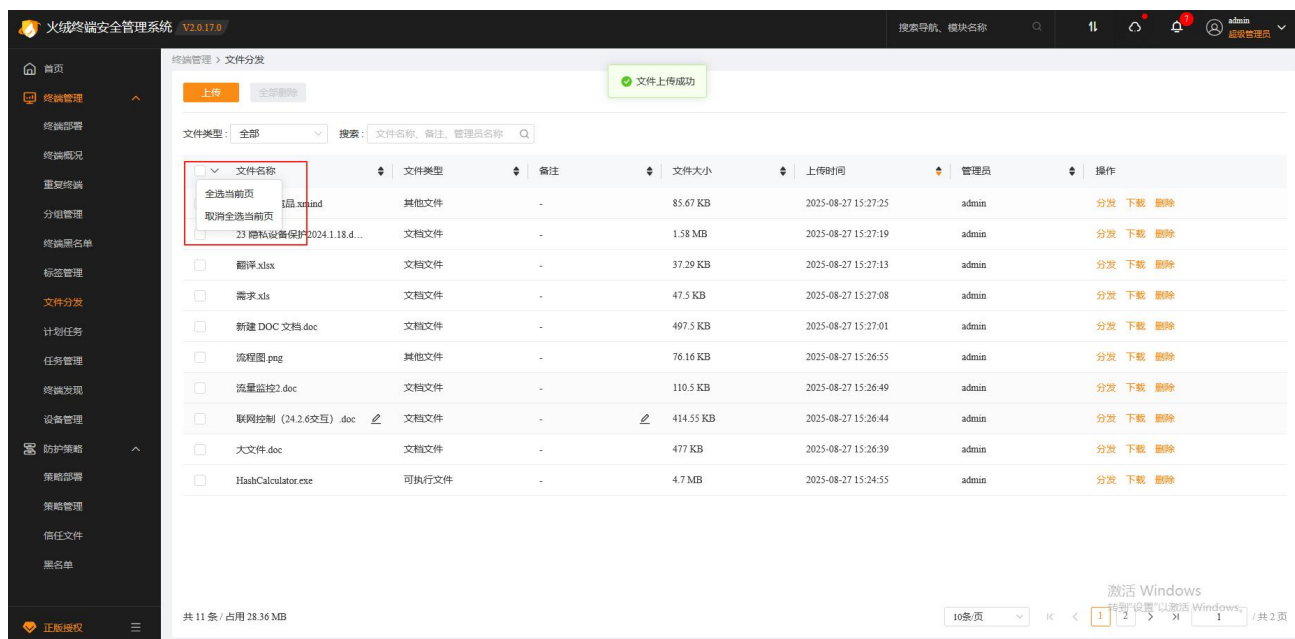 火绒终端安全管理系统 V2.0.17.0 搜索导航、模块名称 7 admin
超级管理员
首页
终端管理
终端部署
终端概况
重复终端
分组管理
终端黑名单
标签管理
文件分发
计划任务
任务管理
终端发现
设备管理
防护策略
策略部署
策略管理
信任文件
黑名单
正版授权
终端管理 > 文件分发
文件上传成功
上传 全部删除
文件类型: 全部 搜索: 文件名称、备注、管理员名称
文件名称 文件类型 备注 文件大小 上传时间 管理员 操作
全选当前页
取消全选当前页
.xmind 其他文件 - 85.67 KB 2025-08-27 15:27:25 admin 分发 下载 删除
23 隐私设备保护2024.1.18.d... 文档文件 - 1.58 MB 2025-08-27 15:27:19 admin 分发 下载 删除
翻译.xlsx 文档文件 - 37.29 KB 2025-08-27 15:27:13 admin 分发 下载 删除
需求.xls 文档文件 - 47.5 KB 2025-08-27 15:27:08 admin 分发 下载 删除
新建 DOC 文档.doc 文档文件 - 497.5 KB 2025-08-27 15:27:01 admin 分发 下载 删除
流程图.png 其他文件 - 76.16 KB 2025-08-27 15:26:55 admin 分发 下载 删除
流量监控2.doc 文档文件 - 110.5 KB 2025-08-27 15:26:49 admin 分发 下载 删除
联网控制（24.2.6交互）.doc 文档文件 - 414.55 KB 2025-08-27 15:26:44 admin 分发 下载 删除
大文件.doc 文档文件 - 477 KB 2025-08-27 15:26:39 admin 分发 下载 删除
HashCalculator.exe 可执行文件 - 4.7 MB 2025-08-27 15:24:55 admin 分发 下载 删除
激活 Windows
转到"设置"以激活 Windows。
共 11 条 / 占用 28.36 MB 10条/页 1 2 1 / 共 2 页